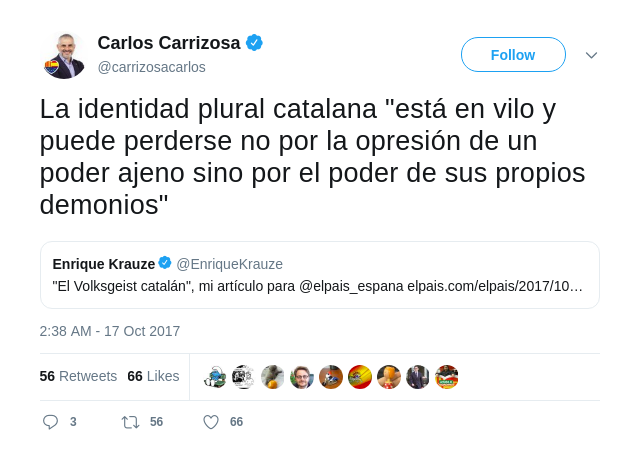 Carlos Carrizosa
@carrizosacarlos
Follow
La identidad plural catalana "está en vilo y
puede perderse no por la opresión de un
poder ajeno sino por el poder de sus propios
demonios"
Enrique Krauze @EnriqueKrauze
"El Volksgeist catalán", mi artículo para @elpais_espana elpais.com/elpais/2017/10…
2:38 AM - 17 Oct 2017
56 Retweets 66 Likes
3 56 66